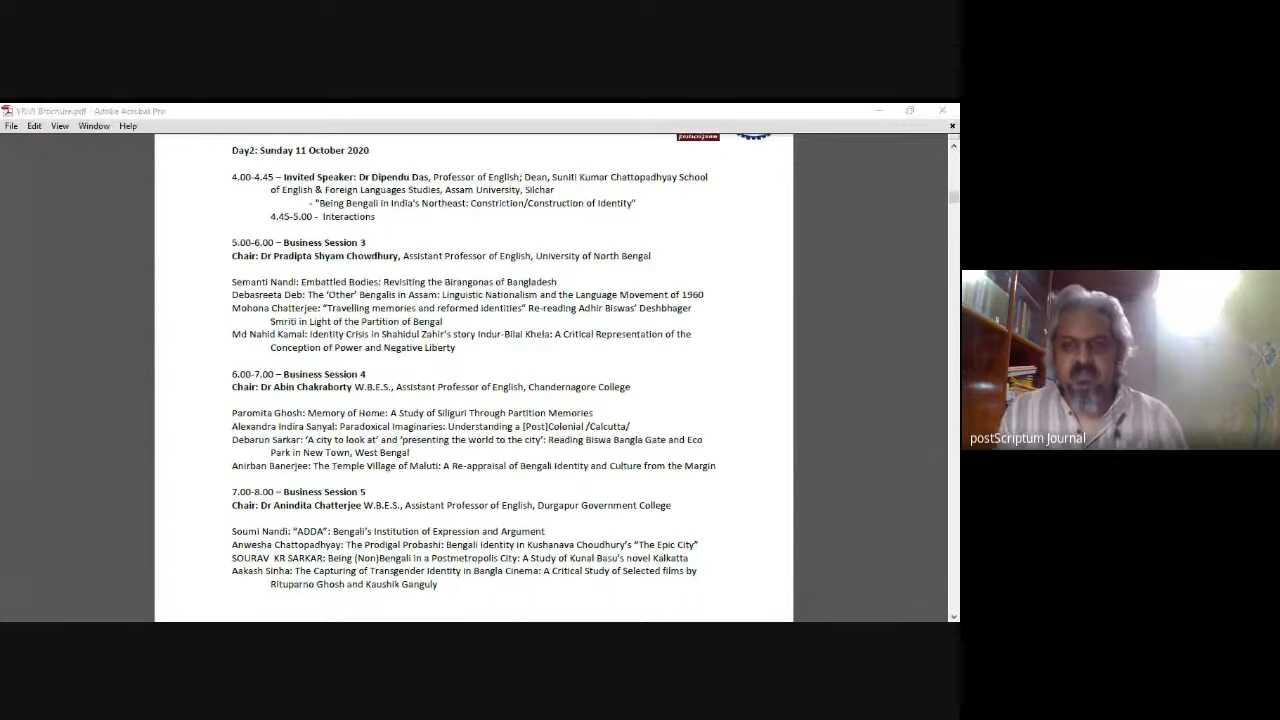 YRWI Brochure.pdf - Adobe Acrobat Pro
File Edit View Window Help
postscriptum
Day2: Sunday 11 October 2020
4.00-4.45 – Invited Speaker: Dr Dipendu Das, Professor of English; Dean, Suniti Kumar Chattopadhyay School
of English & Foreign Languages Studies, Assam University, Silchar
- "Being Bengali in India's Northeast: Constriction/Construction of Identity"
4.45-5.00 - Interactions
5.00-6.00 – Business Session 3
Chair: Dr Pradipta Shyam Chowdhury, Assistant Professor of English, University of North Bengal
Semanti Nandi: Embattled Bodies: Revisiting the Birangonas of Bangladesh
Debasreeta Deb: The ‘Other’ Bengalis in Assam: Linguistic Nationalism and the Language Movement of 1960
Mohona Chatterjee: “Travelling memories and reformed identities” Re-reading Adhir Biswas’ Deshbhager
Smriti in Light of the Partition of Bengal
Md Nahid Kamal: Identity Crisis in Shahidul Zahir’s story Indur-Bilai Khela: A Critical Representation of the
Conception of Power and Negative Liberty
6.00-7.00 – Business Session 4
Chair: Dr Abin Chakraborty W.B.E.S., Assistant Professor of English, Chandernagore College
Paromita Ghosh: Memory of Home: A Study of Siliguri Through Partition Memories
Alexandra Indira Sanyal: Paradoxical Imaginaries: Understanding a [Post]Colonial /Calcutta/
Debarun Sarkar: ‘A city to look at’ and ‘presenting the world to the city’: Reading Biswa Bangla Gate and Eco
Park in New Town, West Bengal
Anirban Banerjee: The Temple Village of Maluti: A Re-appraisal of Bengali Identity and Culture from the Margin
7.00-8.00 – Business Session 5
Chair: Dr Anindita Chatterjee W.B.E.S., Assistant Professor of English, Durgapur Government College
Soumi Nandi: “ADDA”: Bengali’s Institution of Expression and Argument
Anwesha Chattopadhyay: The Prodigal Probashi: Bengali Identity in Kushanava Choudhury’s “The Epic City”
SOURAV KR SARKAR: Being (Non)Bengali in a Postmetropolis City: A Study of Kunal Basu's novel Kalkatta
Aakash Sinha: The Capturing of Transgender Identity in Bangla Cinema: A Critical Study of Selected films by
Rituparno Ghosh and Kaushik Ganguly
postScriptum Journal